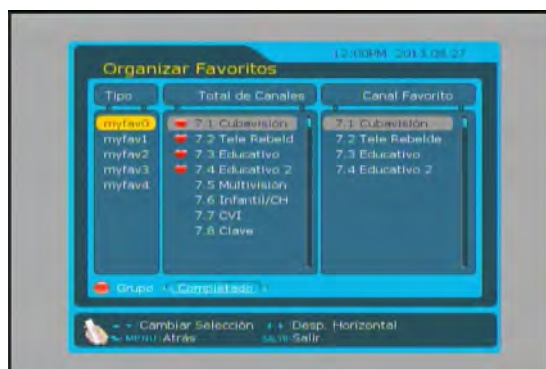 12:00PM 2013.08.27
Organizar Favoritos
Tipo
Total de Canales
Canal Favorito
myfav0
myfav1
myfav2
myfav3
myfav4
7.1 Cubavisión
7.2 Tele Rebeld
7.3 Educativo
7.4 Educativo 2
7.5 Multivisión
7.6 Infantil/CH
7.7 CVI
7.8 Clave
7.1 Cubavisión
7.2 Tele Rebelde
7.3 Educativo
7.4 Educativo 2
Grupo Completado
Cambiar Selección Desp. Horizontal
MENU Atrás SALIR Salir